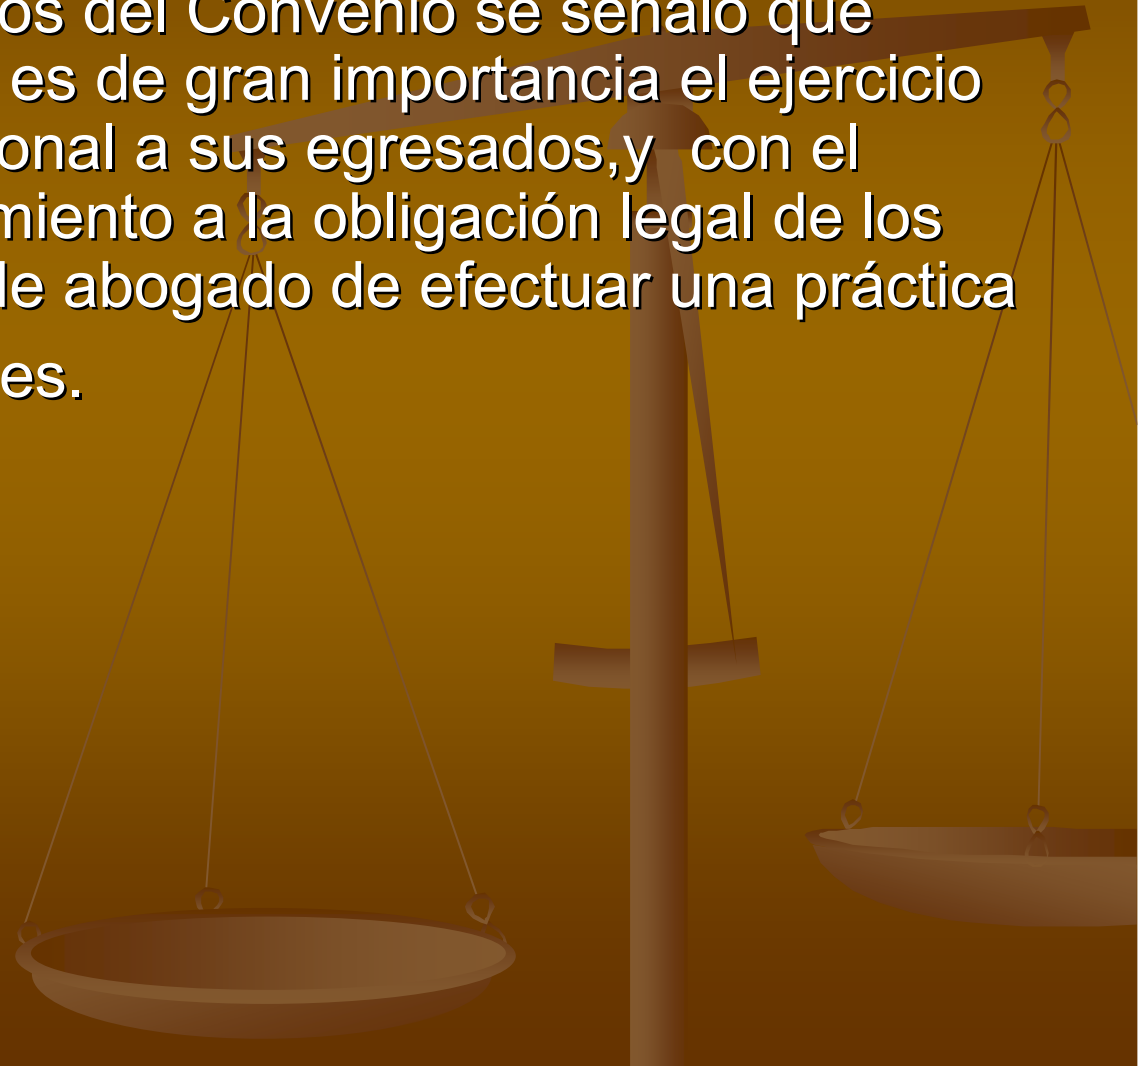 os del Convenio se señaló que
es de gran importancia el ejercicio
onal a sus egresados,y con el
miento a la obligación legal de los
de abogado de efectuar una práctica
es.